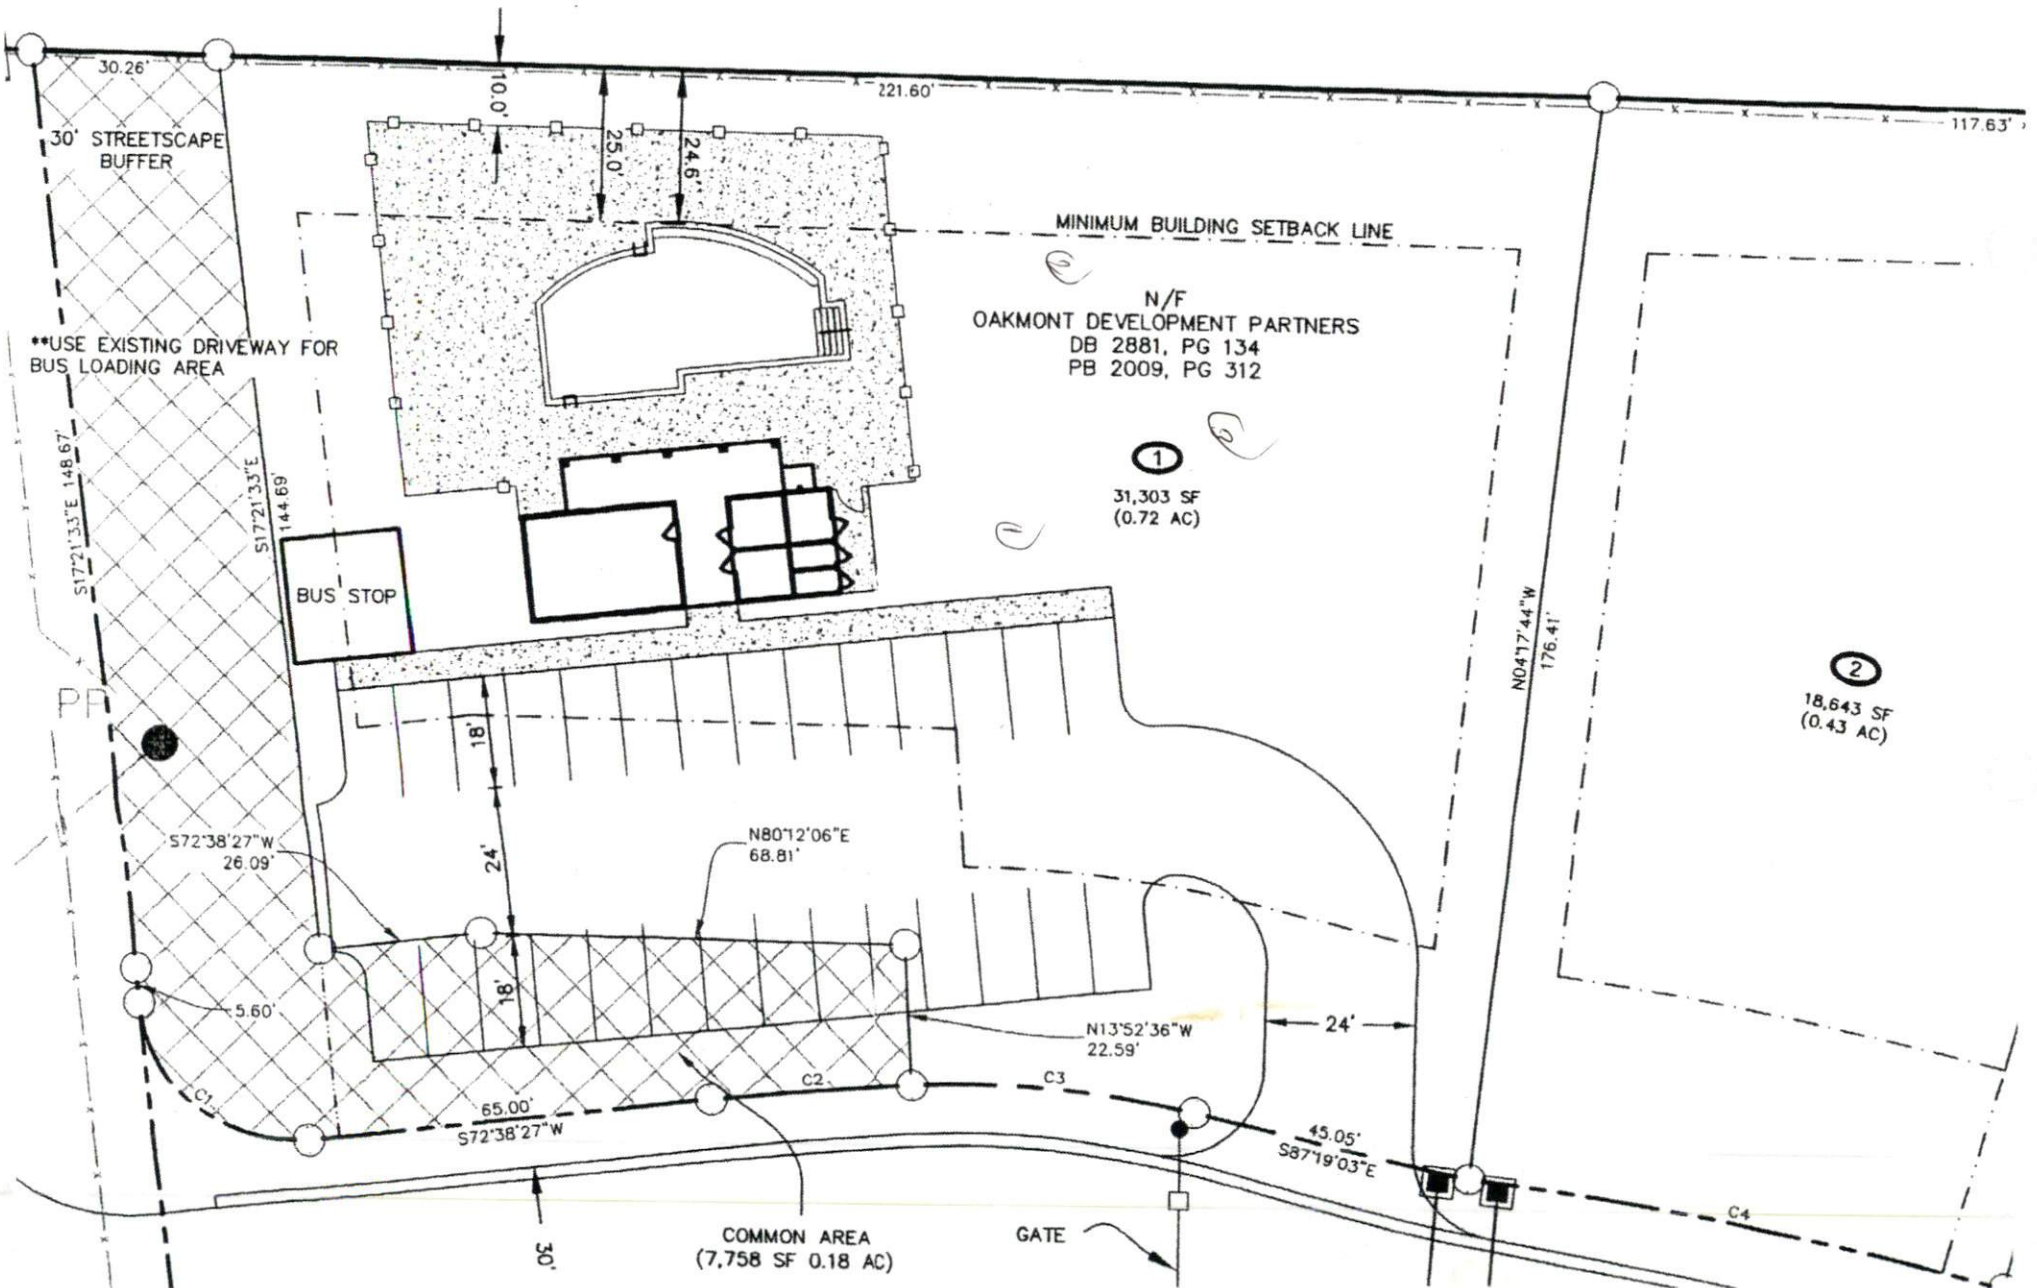 30.26'
10.0'
221.60'
117.63'
25.0'
24.6'
30' STREETSCAPE
BUFFER
MINIMUM BUILDING SETBACK LINE
N/F
OAKMONT DEVELOPMENT PARTNERS
DB 2881, PG 134
PB 2009, PG 312
**USE EXISTING DRIVEWAY FOR
BUS LOADING AREA
1
31,303 SF
(0.72 AC)
S17°21'33"E 148.67'
S17°21'33"E
144.69'
BUS STOP
N04°17'44"W
176.41'
2
18,643 SF
(0.43 AC)
PP
18'
S72°38'27"W
26.09'
24'
N80°12'06"E
68.81'
18'
5.60'
N13°52'36"W
22.59'
24'
C1
65.00'
S72°38'27"W
C2
C3
45.05'
S87°19'03"E
C4
30'
COMMON AREA
(7,758 SF 0.18 AC)
GATE